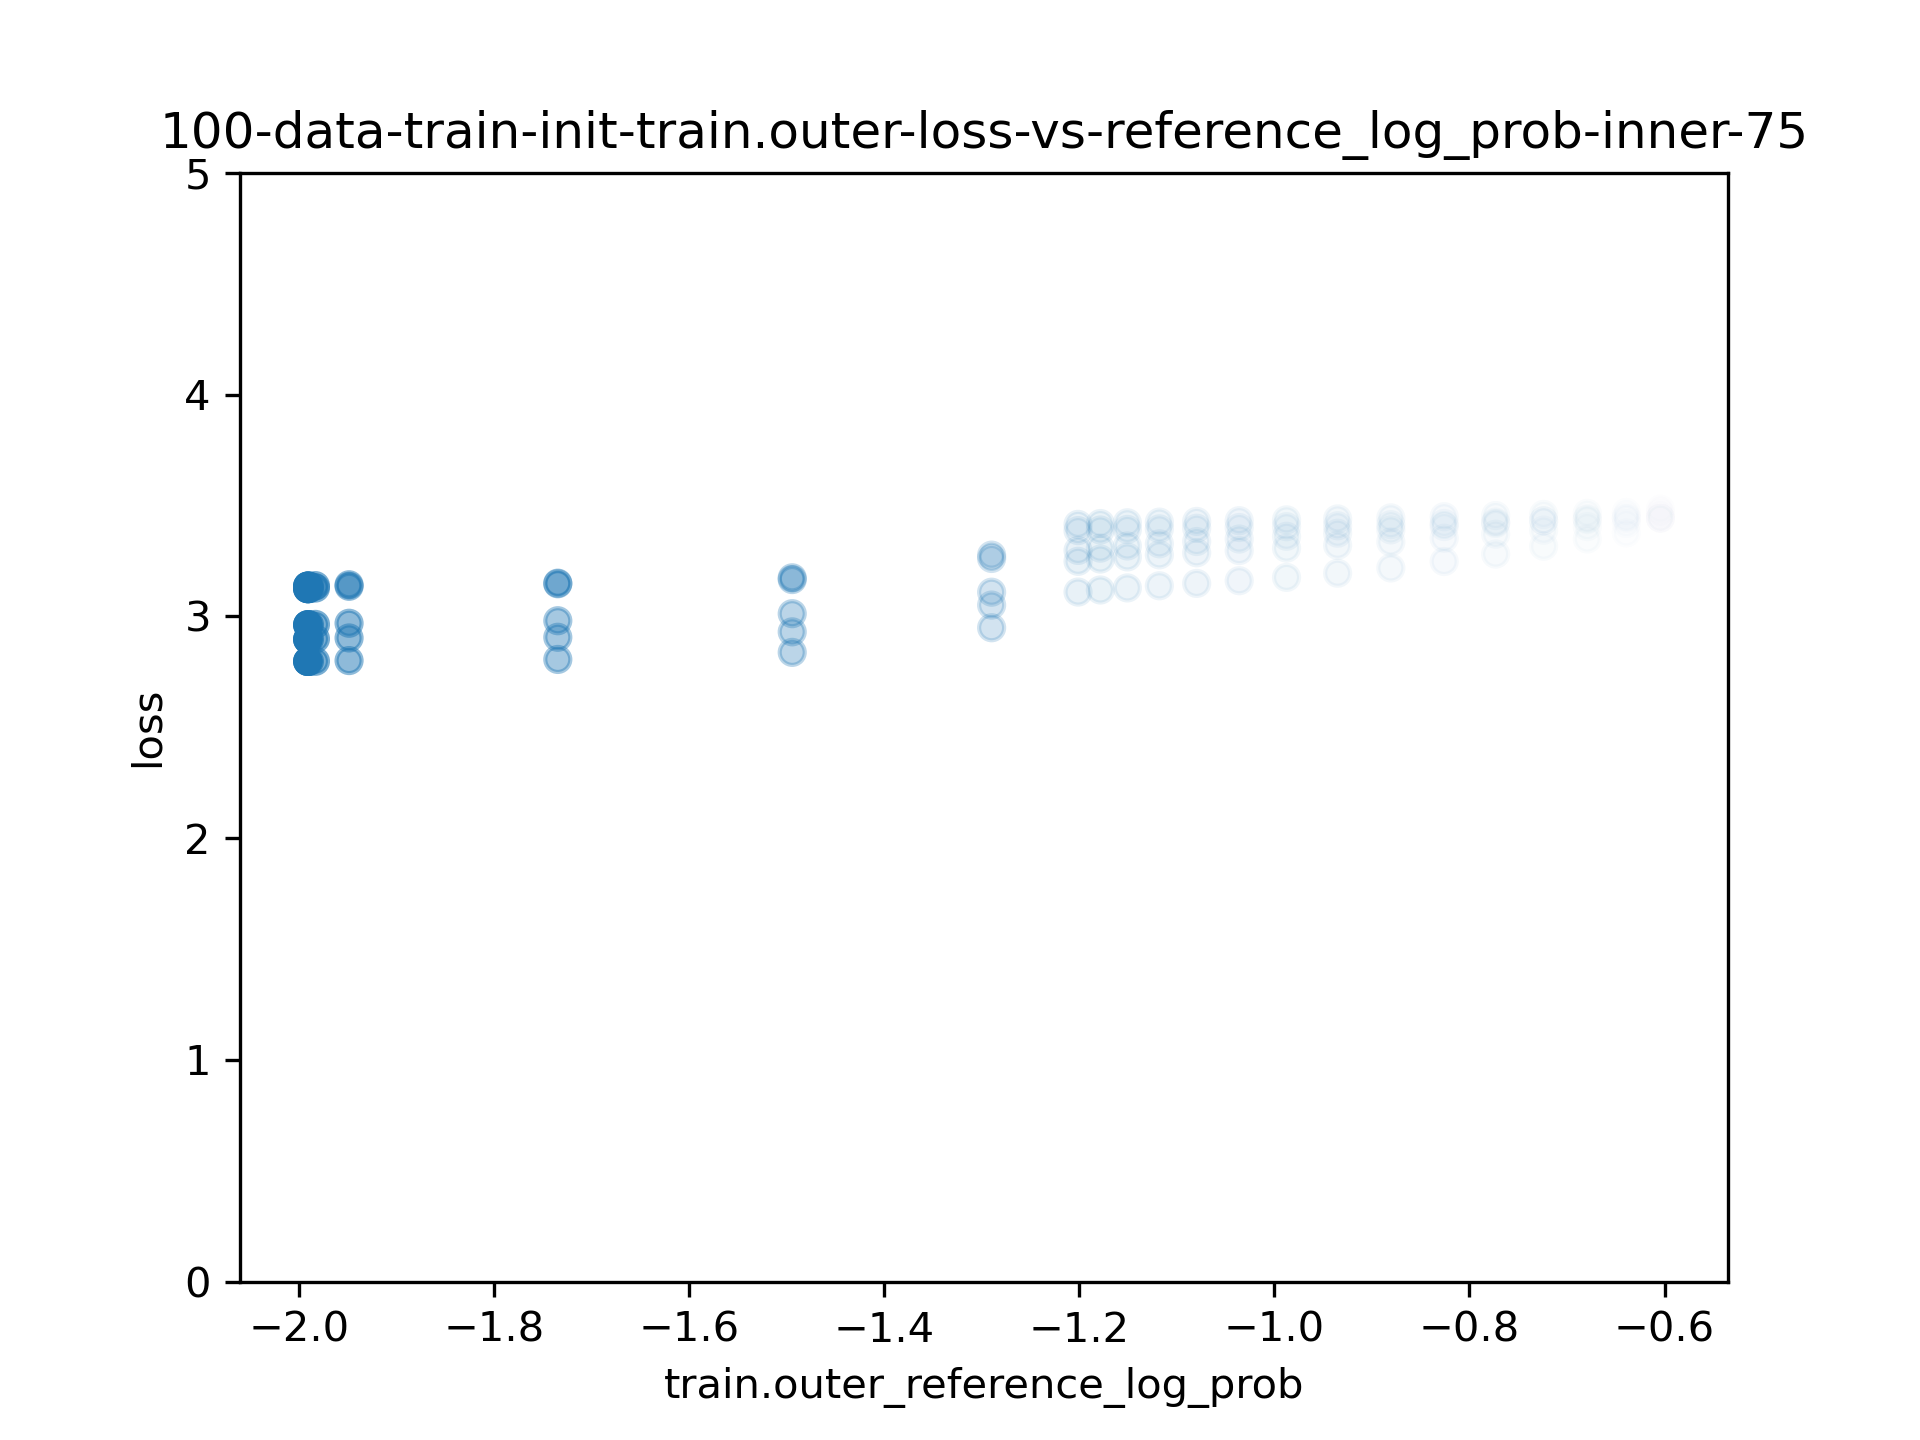 100-data-train-init-train.outer-loss-vs-reference_log_prob-inner-75
5
4
3
2
1
0
loss
−2.0 −1.8 −1.6 −1.4 −1.2 −1.0 −0.8 −0.6
train.outer_reference_log_prob